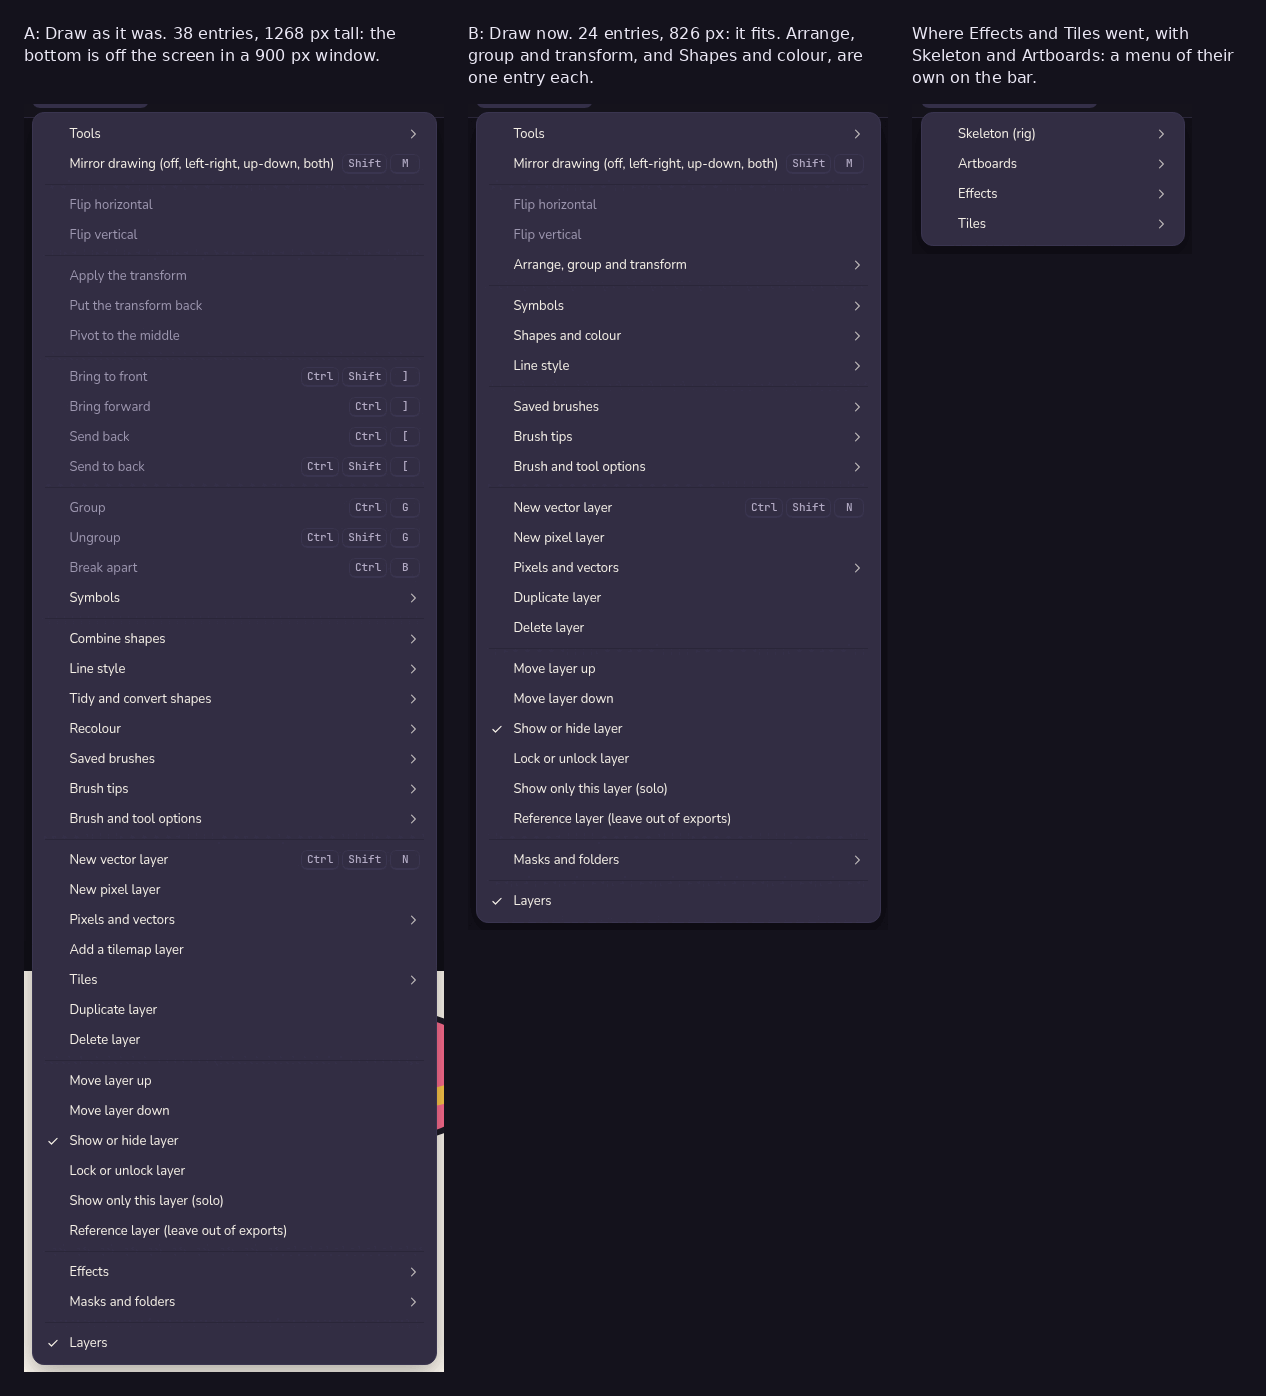 A: Draw as it was. 38 entries, 1268 px tall: the
bottom is off the screen in a 900 px window.
Tools
Mirror drawing (off, left-right, up-down, both) Shift M
Flip horizontal
Flip vertical
Apply the transform
Put the transform back
Pivot to the middle
Bring to front Ctrl Shift ]
Bring forward Ctrl ]
Send back Ctrl [
Send to back Ctrl Shift [
Group Ctrl G
Ungroup Ctrl Shift G
Break apart Ctrl B
Symbols
Combine shapes
Line style
Tidy and convert shapes
Recolour
Saved brushes
Brush tips
Brush and tool options
New vector layer Ctrl Shift N
New pixel layer
Pixels and vectors
Add a tilemap layer
Tiles
Duplicate layer
Delete layer
Move layer up
Move layer down
Show or hide layer
Lock or unlock layer
Show only this layer (solo)
Reference layer (leave out of exports)
Effects
Masks and folders
Layers
B: Draw now. 24 entries, 826 px: it fits. Arrange,
group and transform, and Shapes and colour, are
one entry each.
Tools
Mirror drawing (off, left-right, up-down, both) Shift M
Flip horizontal
Flip vertical
Arrange, group and transform
Symbols
Shapes and colour
Line style
Saved brushes
Brush tips
Brush and tool options
New vector layer Ctrl Shift N
New pixel layer
Pixels and vectors
Duplicate layer
Delete layer
Move layer up
Move layer down
Show or hide layer
Lock or unlock layer
Show only this layer (solo)
Reference layer (leave out of exports)
Masks and folders
Layers
Where Effects and Tiles went, with
Skeleton and Artboards: a menu of their
own on the bar.
Skeleton (rig)
Artboards
Effects
Tiles